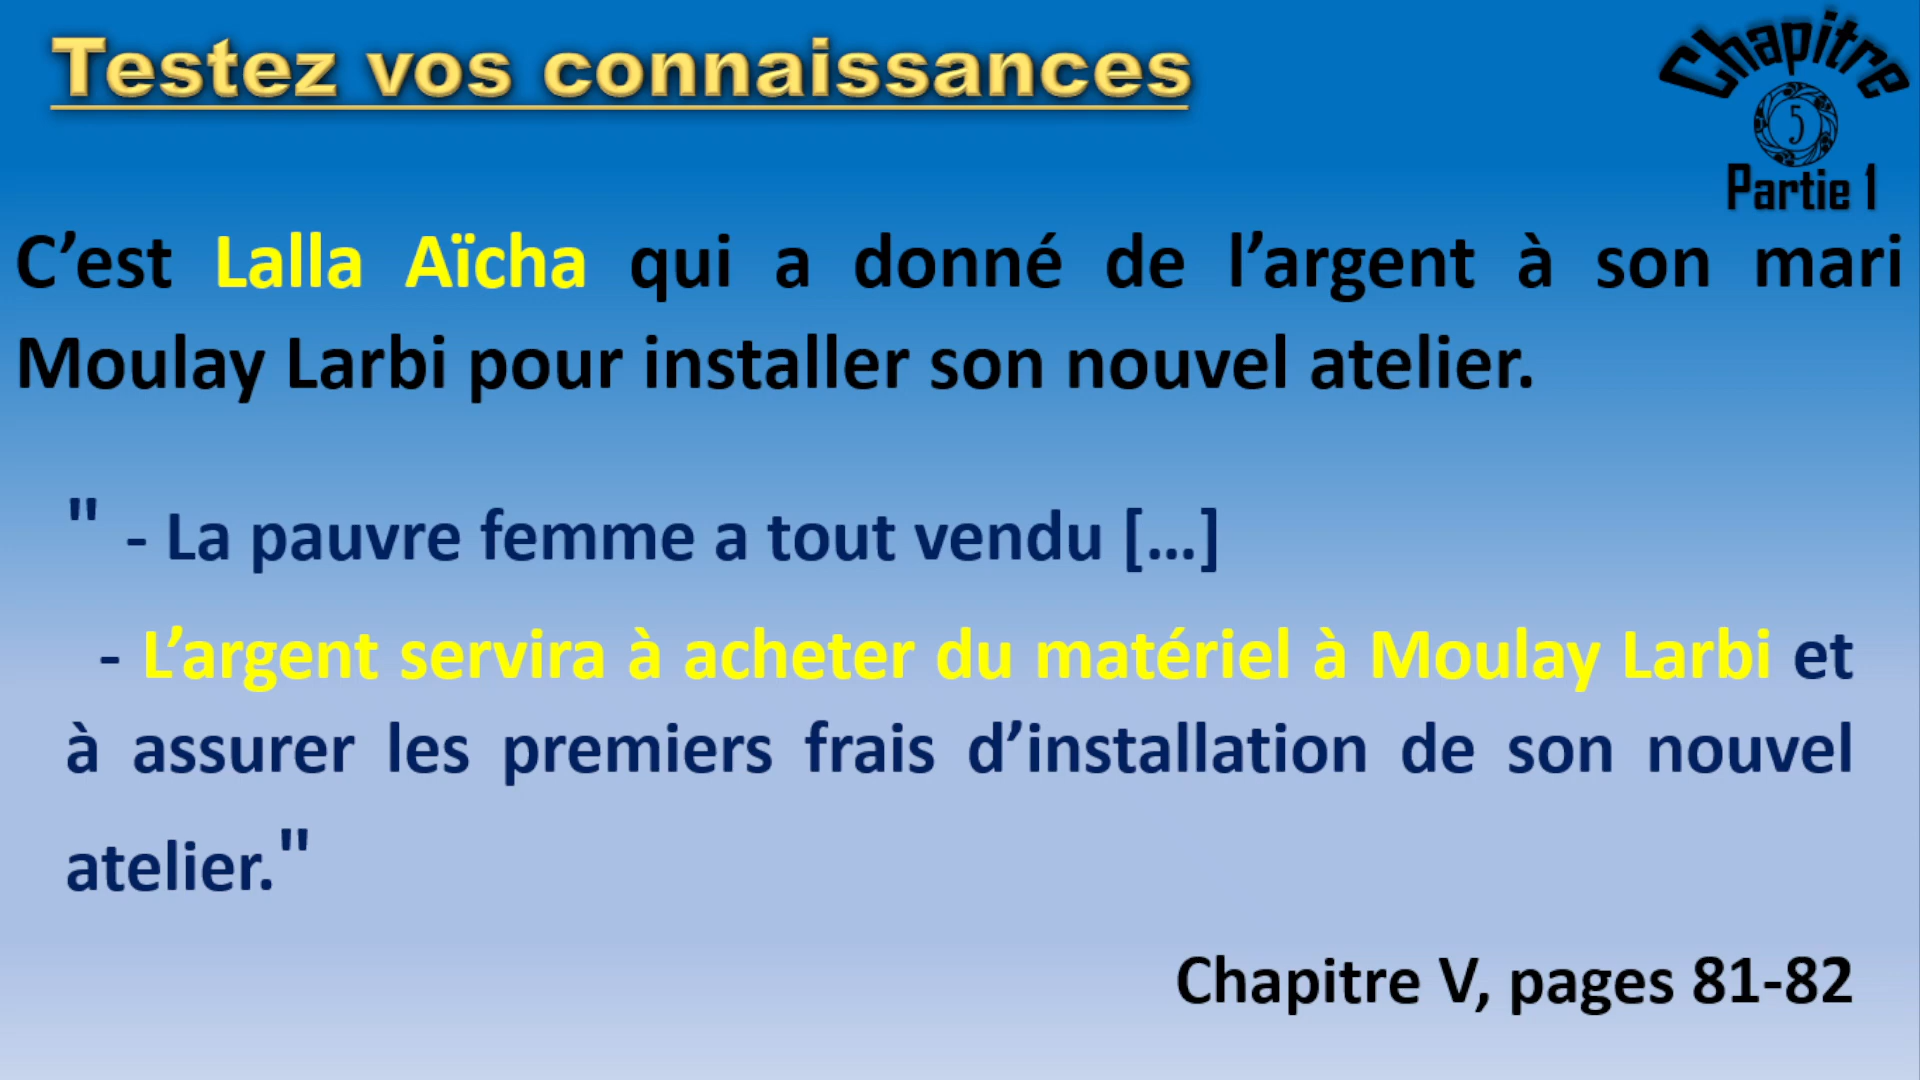 Testez vos connaissances
Chapitre
5
Partie 1
C’est Lalla Aïcha qui a donné de l’argent à son mari
Moulay Larbi pour installer son nouvel atelier.
" - La pauvre femme a tout vendu [...]
- L’argent servira à acheter du matériel à Moulay Larbi et
à assurer les premiers frais d’installation de son nouvel
atelier."
Chapitre V, pages 81-82